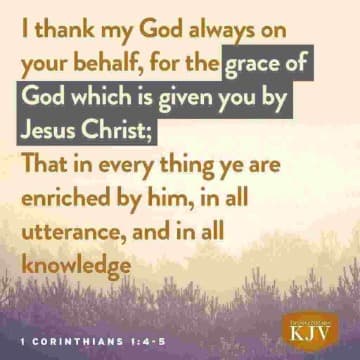 I thank my God always on
your behalf, for the grace of
God which is given you by
Jesus Christ;
That in every thing ye are
enriched by him, in all
utterance, and in all
knowledge
1 CORINTHIANS 1:4-5
KJV